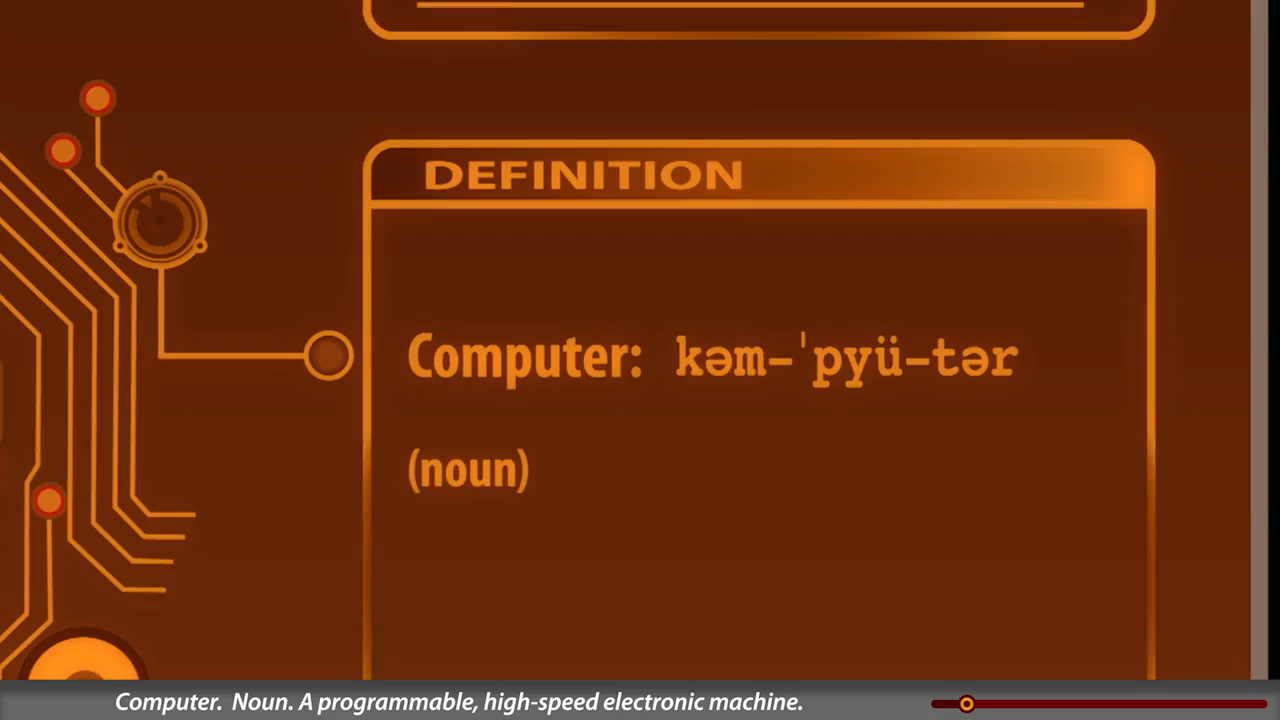 DEFINITION
Computer: kəm-ˈpyü-tər
(noun)
Computer. Noun. A programmable, high-speed electronic machine.